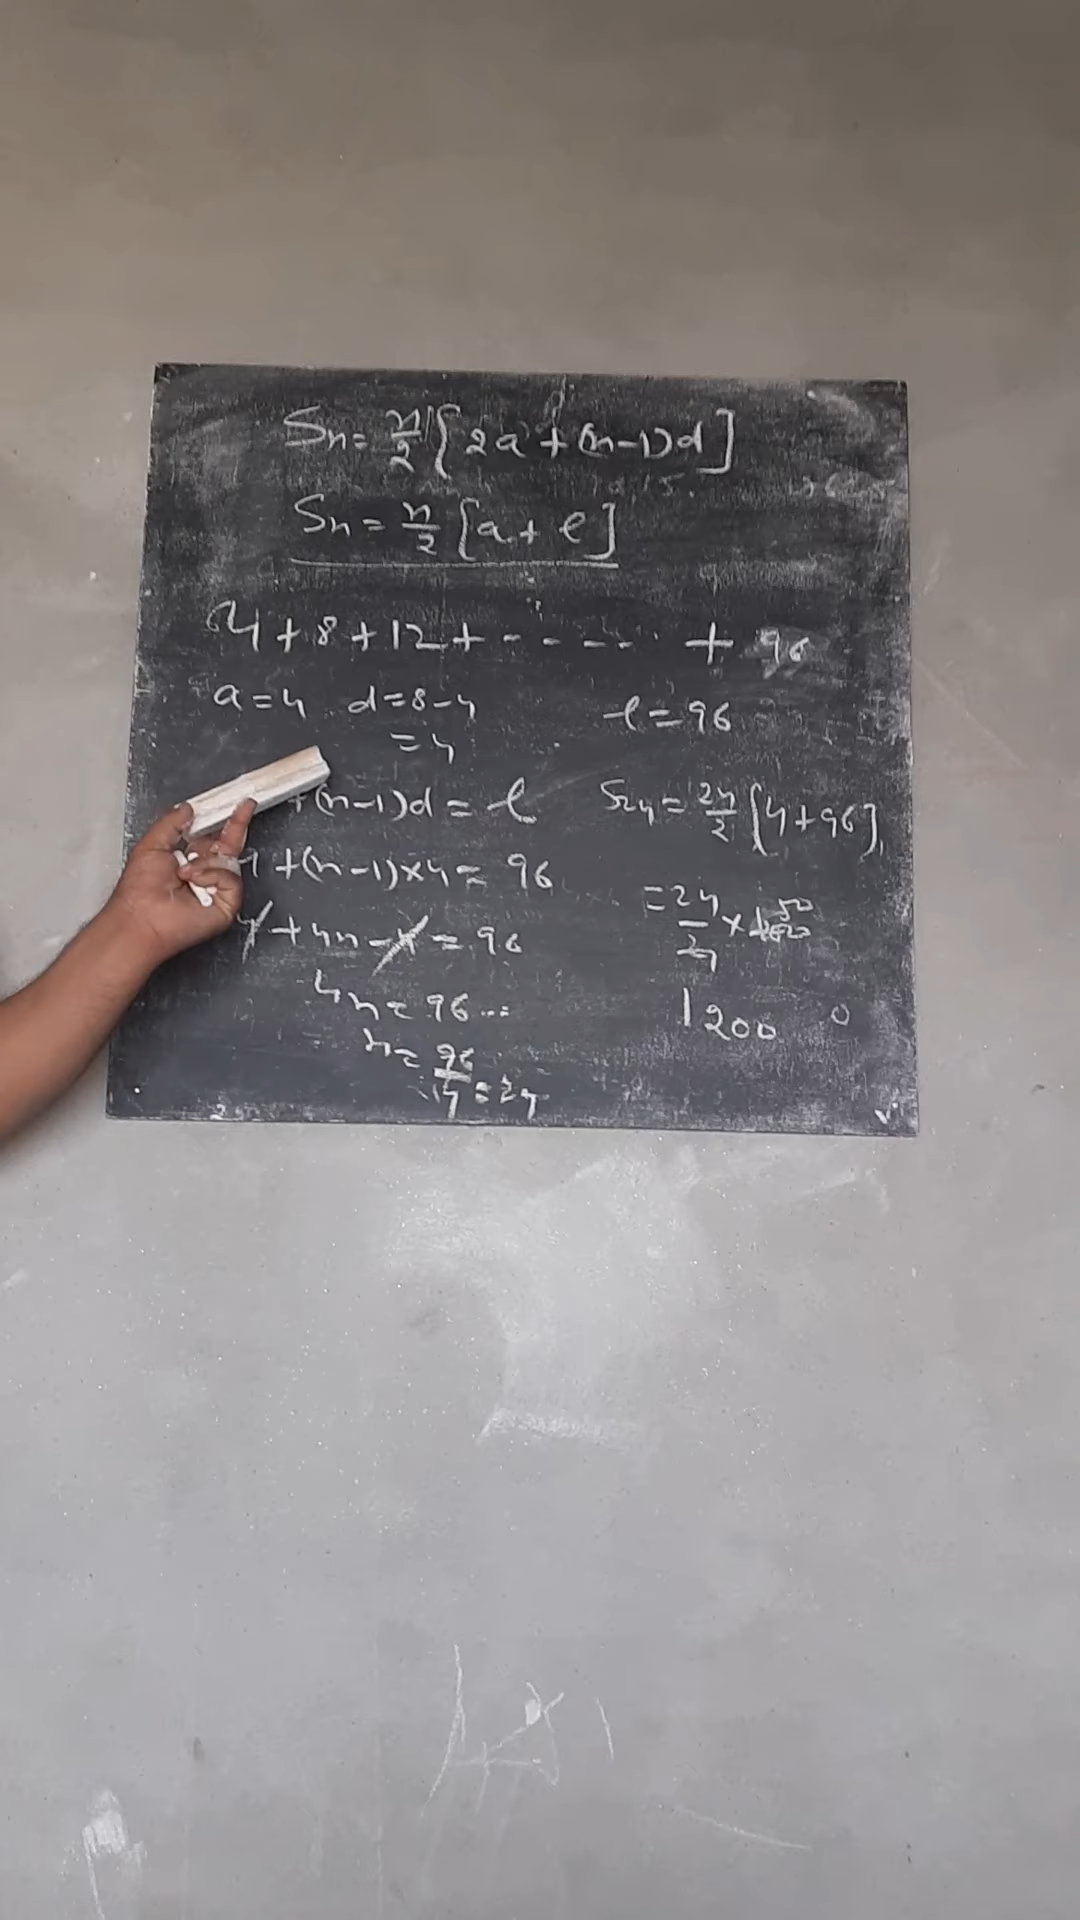 Sn = n/2 [2a + (n-1)d]
Sn = n/2 [a + l]
4 + 8 + 12 + - - - - - + 96
a = 4 d = 8 - 4 l = 96
= 4
+ (n-1)d = l
4 + (n-1) × 4 = 96
4 + 4n - 4 = 96
4n = 96
n = 96/4 = 24
S24 = 24/2 [4 + 96]
= 24/2 × 50
1200